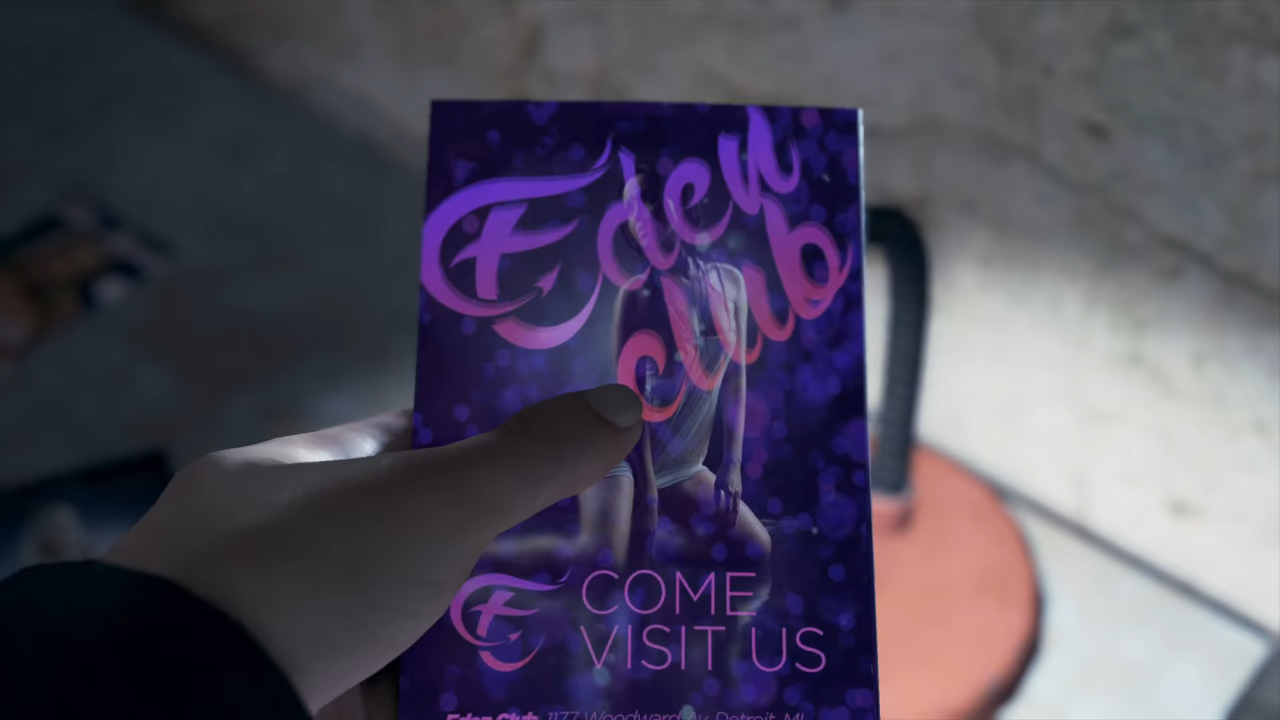 Eden
club
COME
VISIT US
Eden Club, 1177 Woodward Av. Detroit, MI